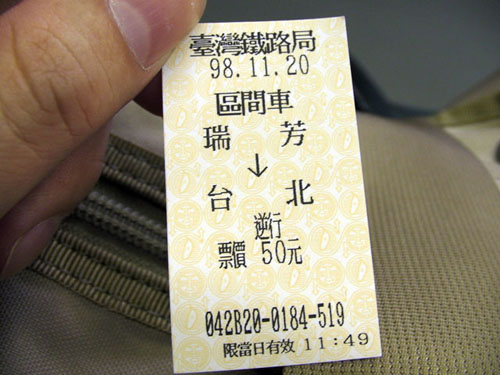 臺灣鐵路局
98.11.20
區間車
瑞芳
↓
台北
逆行
票價 50元
042B20-0184-519
限當日有效 11:49